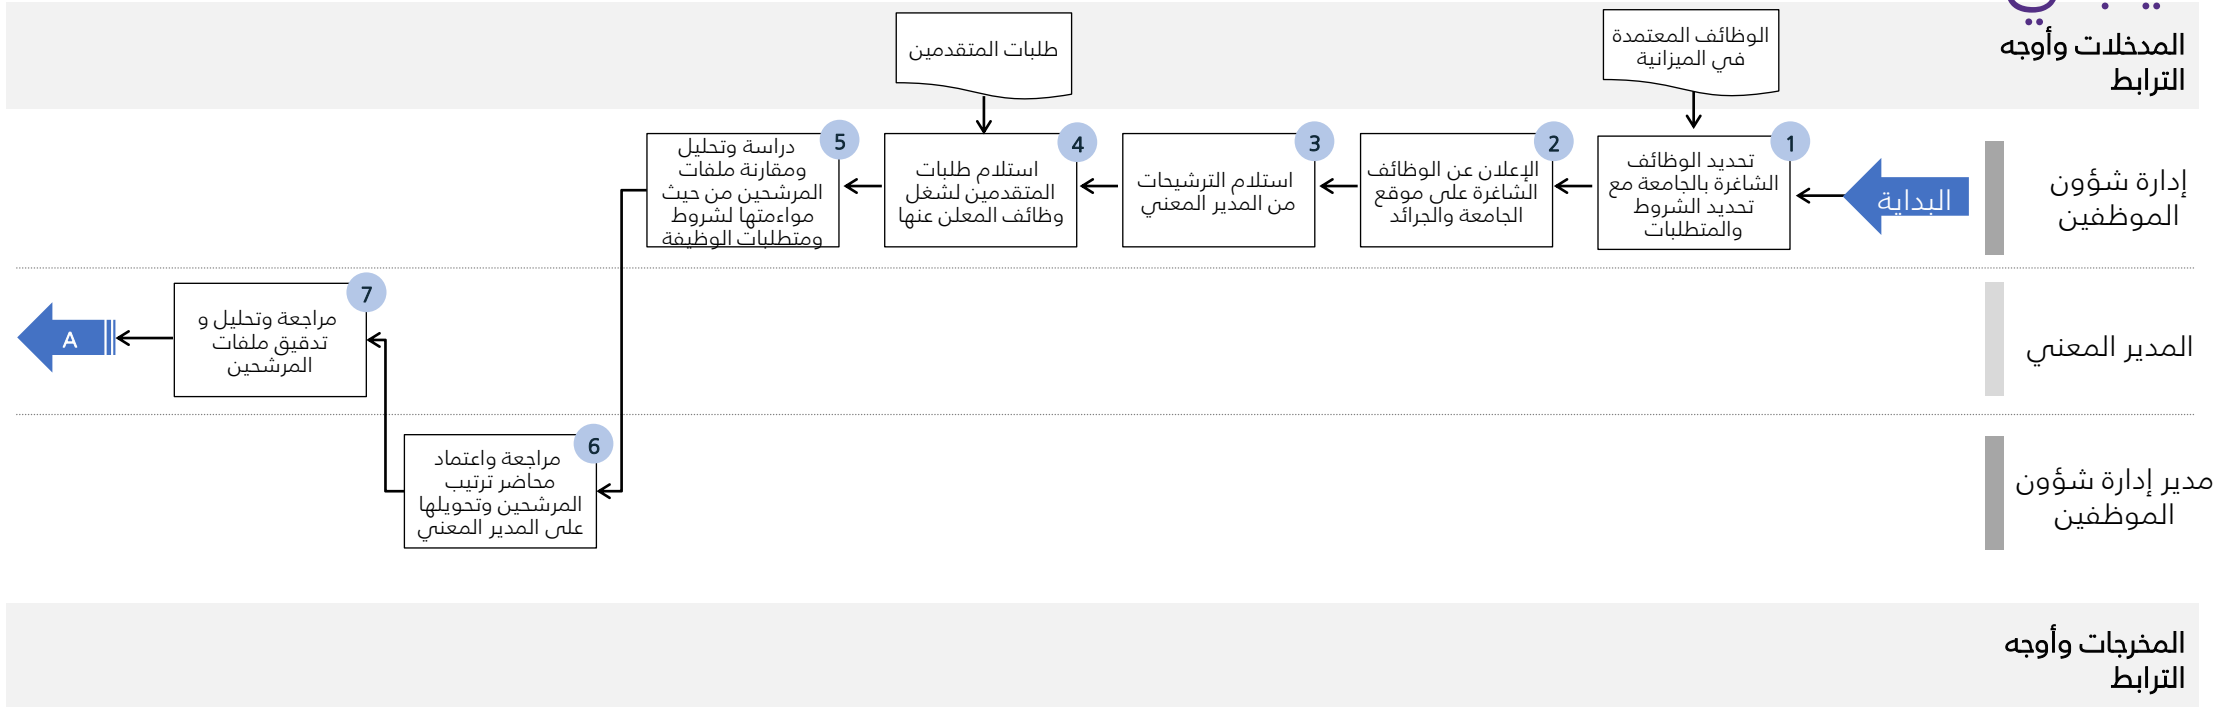 المدخلات وأوجه
الترابط
الوظائف المعتمدة
في الميزانية
طلبات المتقدمين
إدارة شؤون
الموظفين
البداية
1
تحديد الوظائف
الشاغرة بالجامعة مع
تحديد الشروط
والمتطلبات
2
الإعلان عن الوظائف
الشاغرة على موقع
الجامعة والجرائد
3
استلام الترشيحات
من المدير المعني
4
استلام طلبات
المتقدمين لشغل
وظائف المعلن عنها
5
دراسة وتحليل
ومقارنة ملفات
المرشحين من حيث
مواءمتها لشروط
ومتطلبات الوظيفة
المدير المعني
7
مراجعة وتحليل و
تدقيق ملفات
المرشحين
A
مدير إدارة شؤون
الموظفين
6
مراجعة واعتماد
محاضر ترتيب
المرشحين وتحويلها
على المدير المعني
المخرجات وأوجه
الترابط